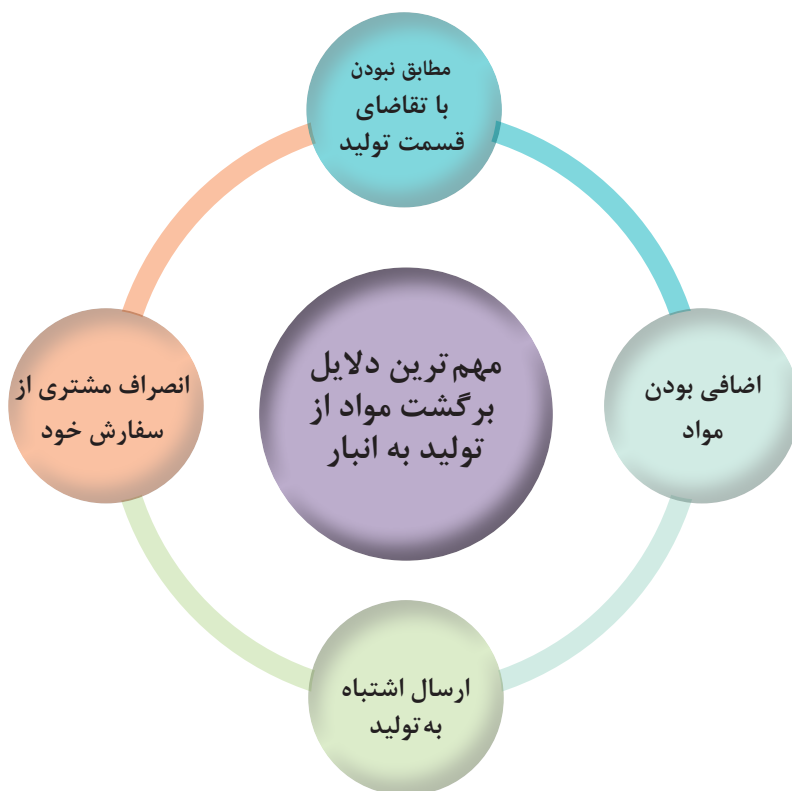 مطابق نبودن
با تقاضای
قسمت تولید
اضافی بودن
مواد
مهم‌ترین دلایل
برگشت مواد از
تولید به انبار
انصراف مشتری از
سفارش خود
ارسال اشتباه
به تولید